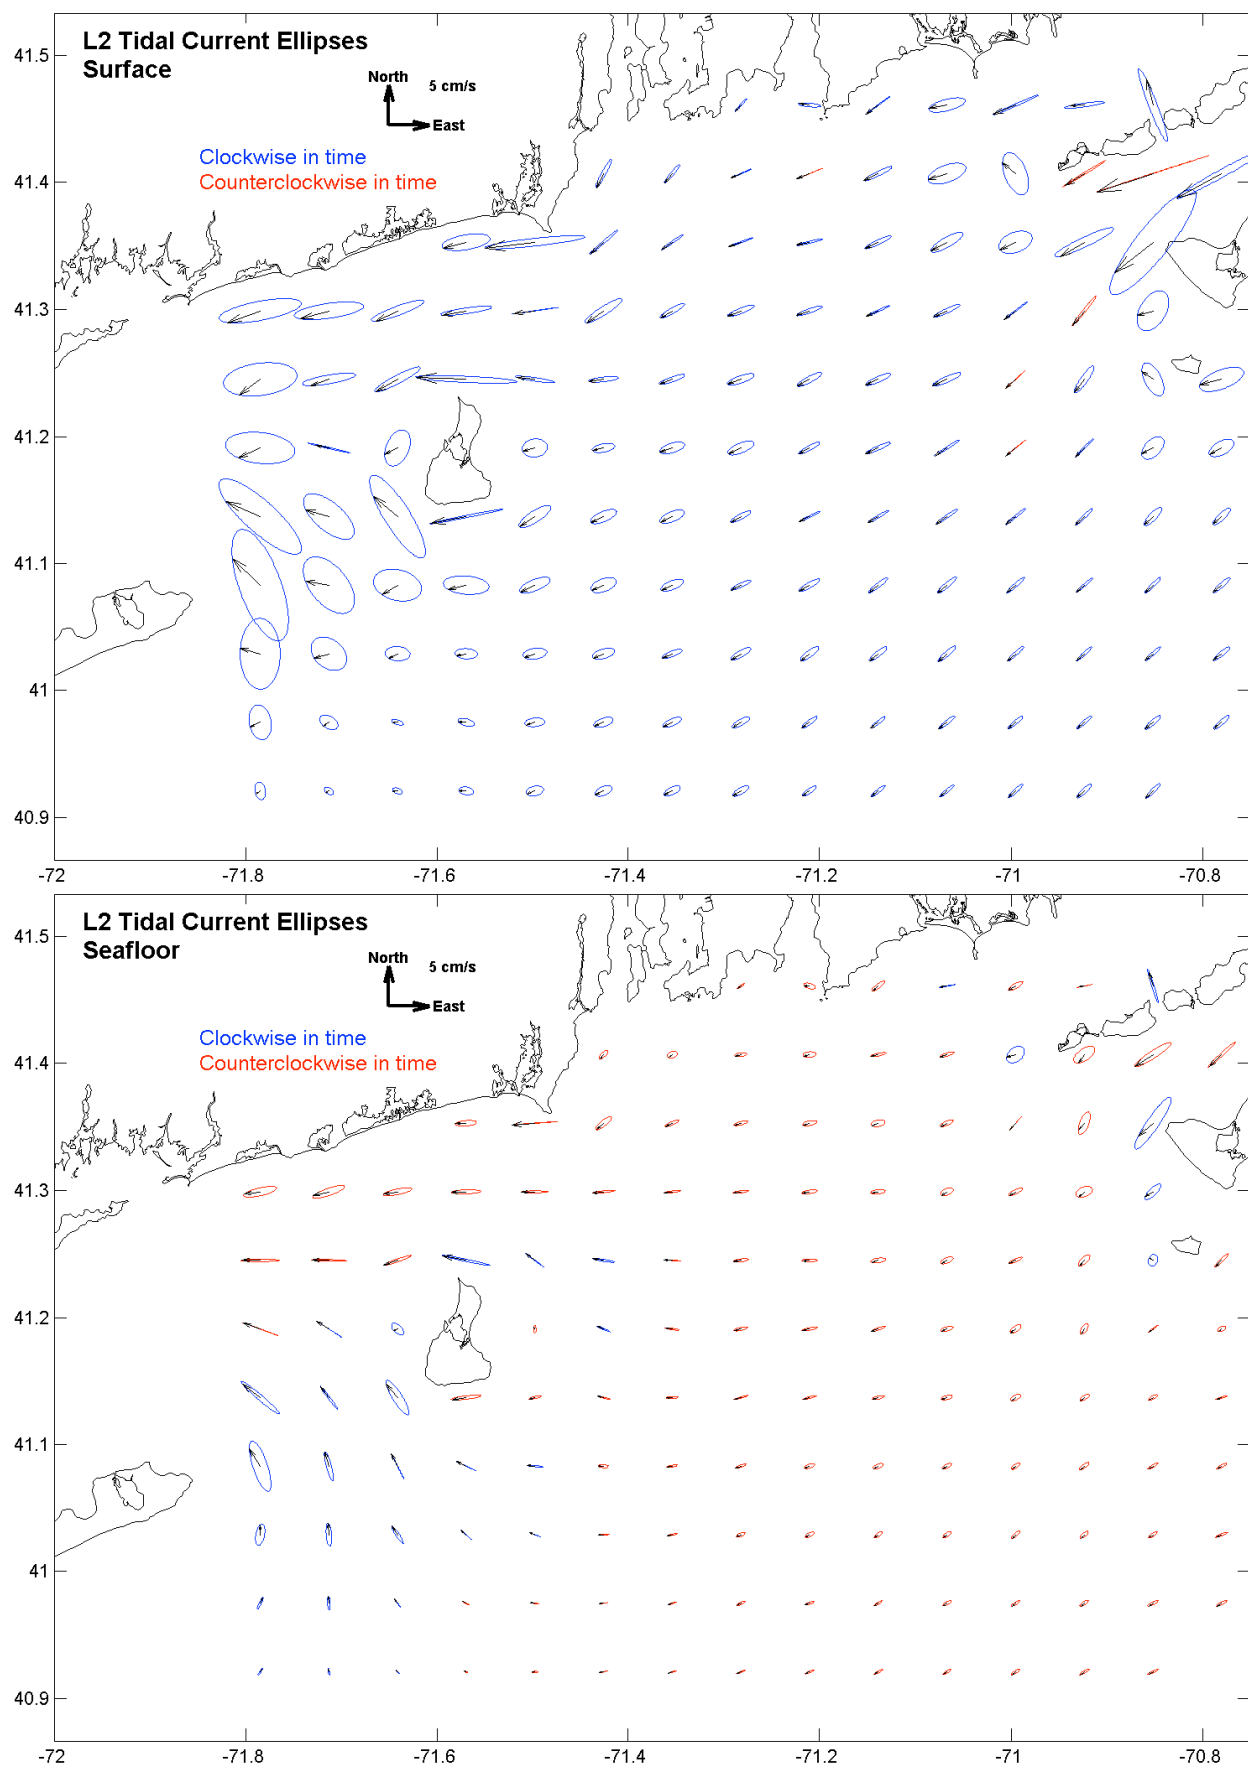 L2 Tidal Current Ellipses
Surface
North
5 cm/s
East
Clockwise in time
Counterclockwise in time
41.5
41.4
41.3
41.2
41.1
41
40.9
-72
-71.8
-71.6
-71.4
-71.2
-71
-70.8
L2 Tidal Current Ellipses
Seafloor
North
5 cm/s
East
Clockwise in time
Counterclockwise in time
41.5
41.4
41.3
41.2
41.1
41
40.9
-72
-71.8
-71.6
-71.4
-71.2
-71
-70.8